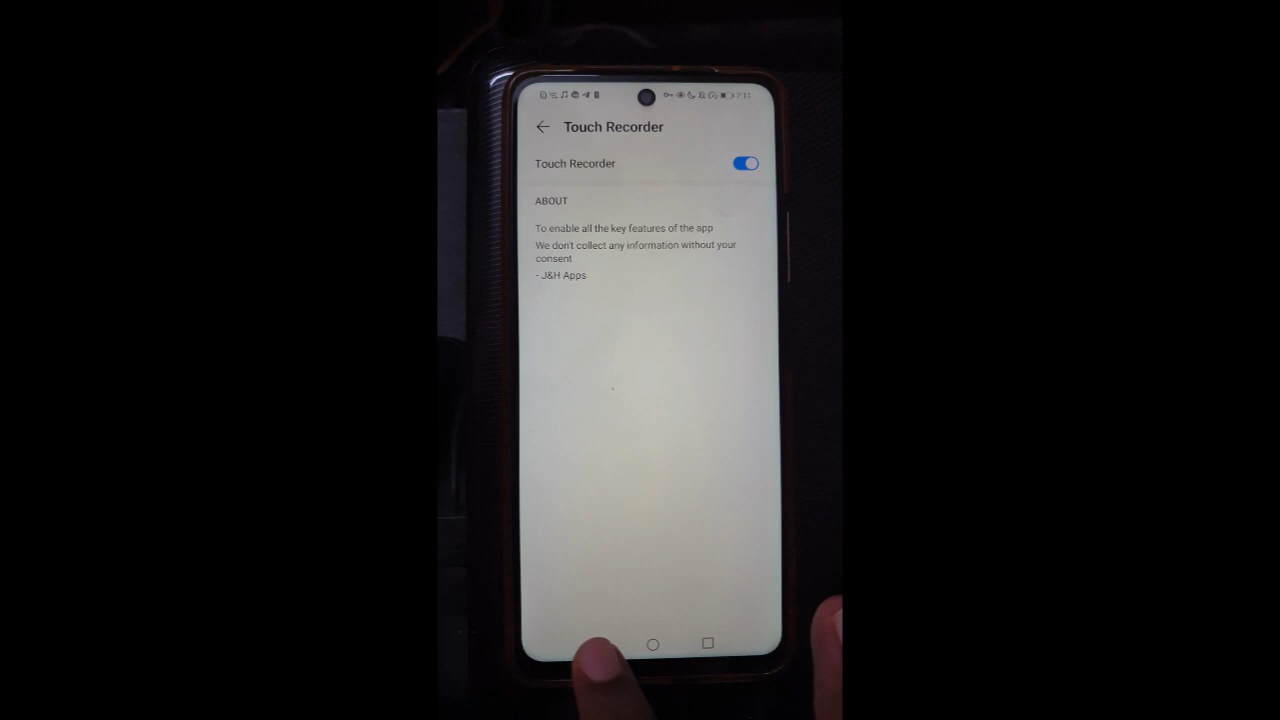 Touch Recorder
Touch Recorder
ABOUT
To enable all the key features of the app
We don't collect any information without your
consent
- J&H Apps